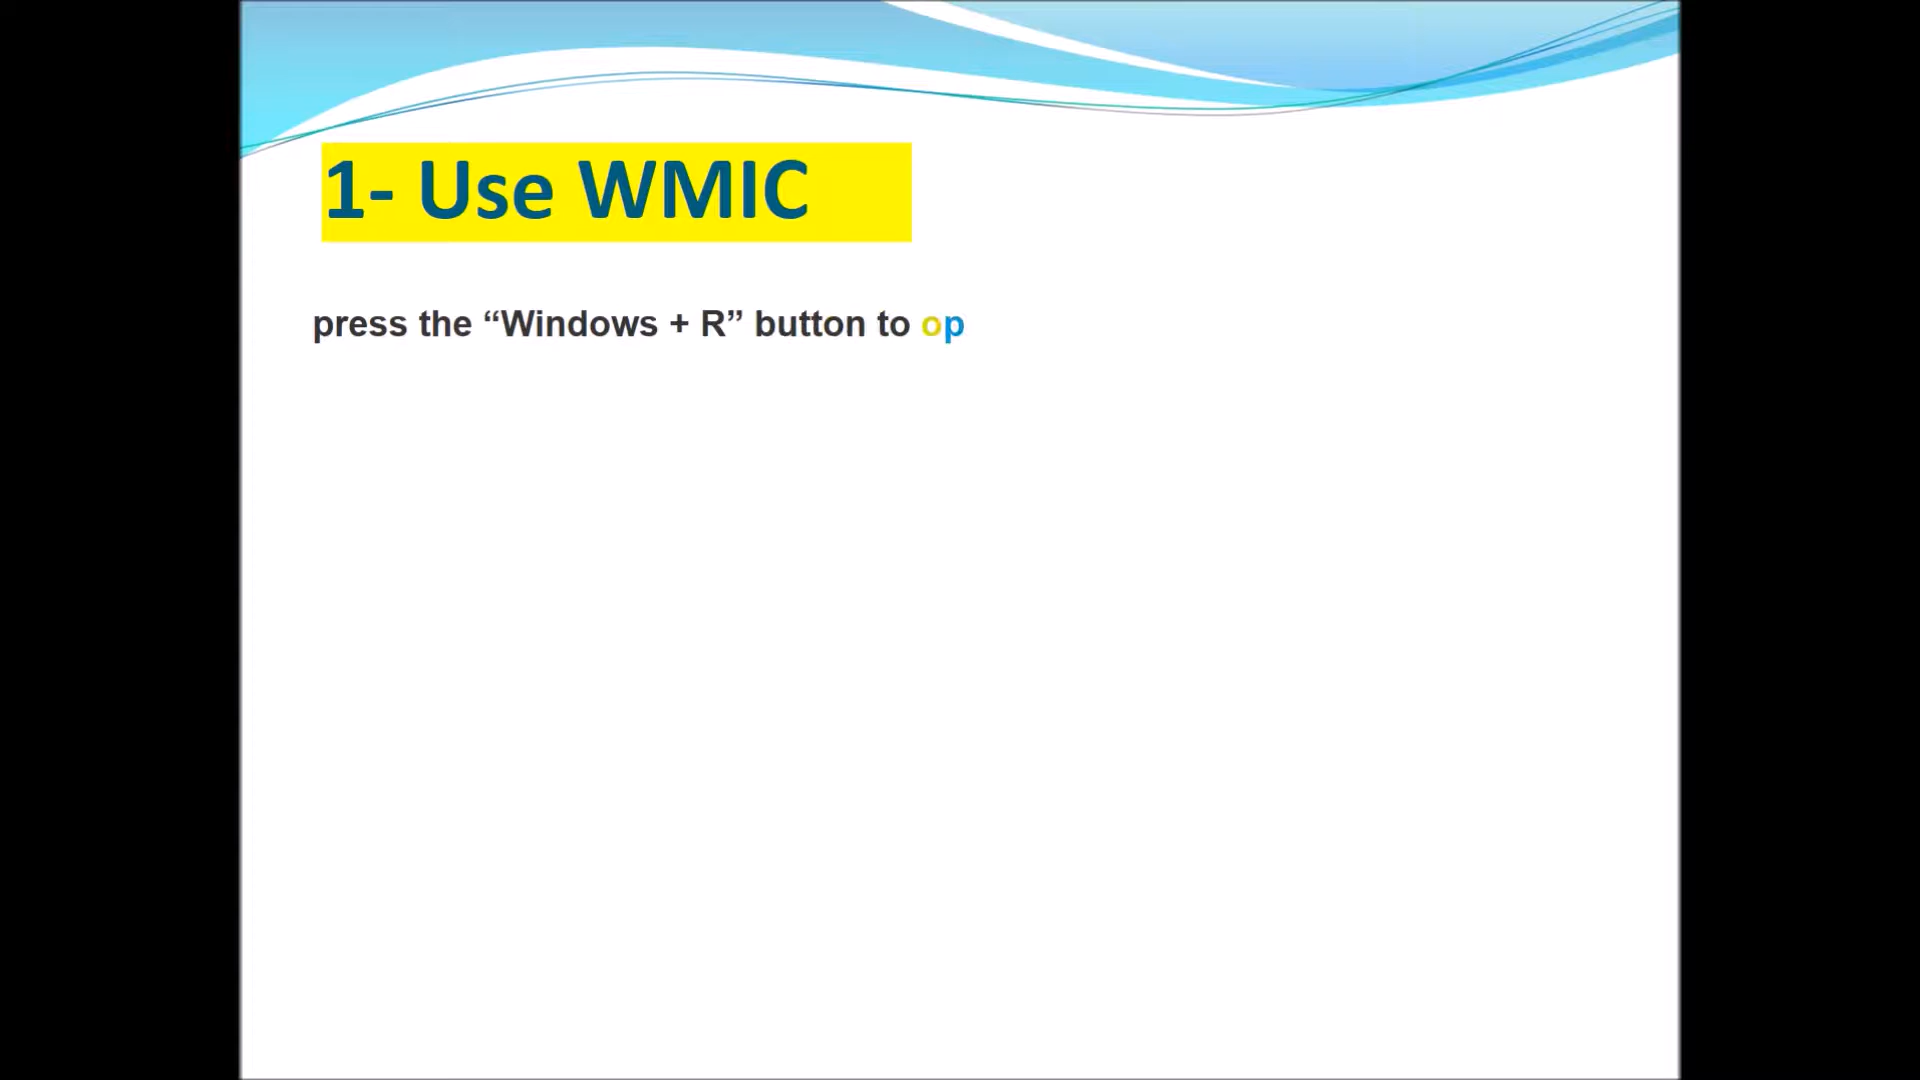 1- Use WMIC
press the “Windows + R” button to op